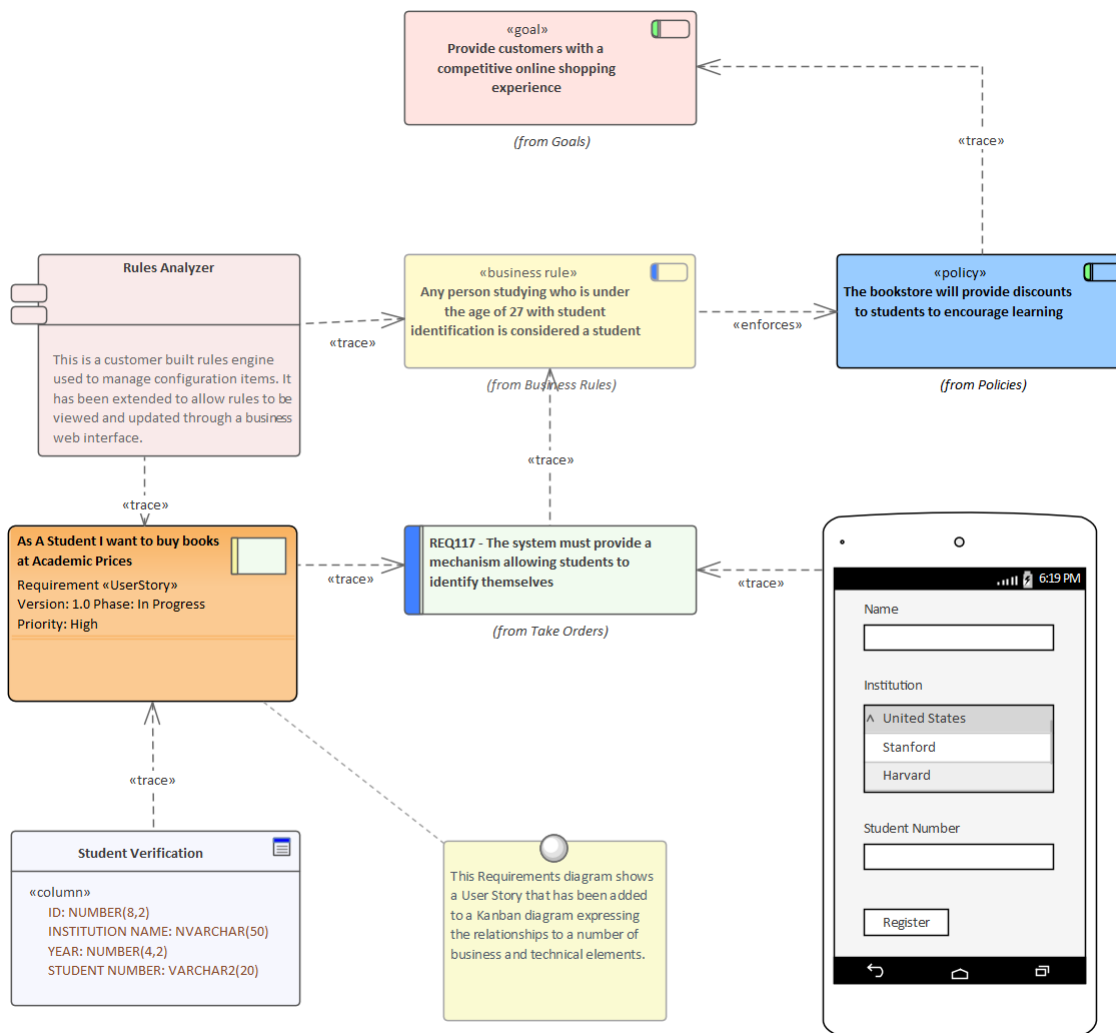 «goal»
Provide customers with a
competitive online shopping
experience
(from Goals)
«trace»
Rules Analyzer
This is a customer built rules engine
used to manage configuration items. It
has been extended to allow rules to be
viewed and updated through a business
web interface.
«trace»
«business rule»
Any person studying who is under
the age of 27 with student
identification is considered a student
(from Business Rules)
«enforces»
«policy»
The bookstore will provide discounts
to students to encourage learning
(from Policies)
«trace»
«trace»
As A Student I want to buy books
at Academic Prices
Requirement «UserStory»
Version: 1.0 Phase: In Progress
Priority: High
«trace»
REQ117 - The system must provide a
mechanism allowing students to
identify themselves
(from Take Orders)
«trace»
6:19 PM
Name
Institution
^ United States
Stanford
Harvard
Student Number
Register
«trace»
Student Verification
«column»
ID: NUMBER(8,2)
INSTITUTION NAME: NVARCHAR(50)
YEAR: NUMBER(4,2)
STUDENT NUMBER: VARCHAR2(20)
This Requirements diagram shows
a User Story that has been added
to a Kanban diagram expressing
the relationships to a number of
business and technical elements.